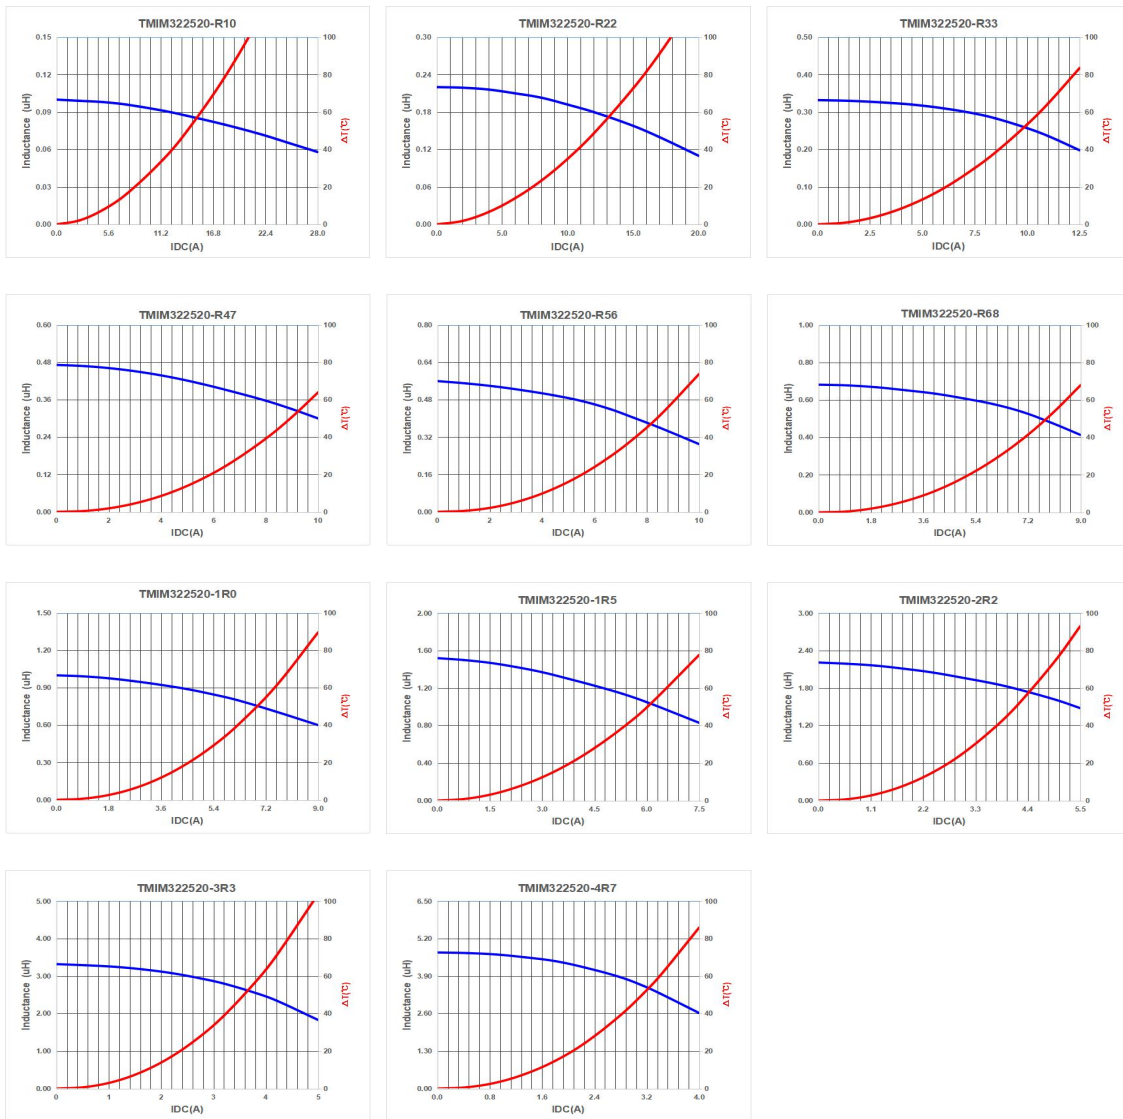 TMIM322520-R10
0.15
0.12
0.09
0.06
0.03
0.00
100
80
60
40
20
0
0.0 5.6 11.2 16.8 22.4 28.0
Inductance (uH)
ΔT(℃)
IDC(A)
TMIM322520-R22
0.30
0.24
0.18
0.12
0.06
0.00
100
80
60
40
20
0
0.0 5.0 10.0 15.0 20.0
Inductance (uH)
ΔT(℃)
IDC(A)
TMIM322520-R33
0.50
0.40
0.30
0.20
0.10
0.00
100
80
60
40
20
0
0.0 2.5 5.0 7.5 10.0 12.5
Inductance (uH)
ΔT(℃)
IDC(A)
TMIM322520-R47
0.60
0.48
0.36
0.24
0.12
0.00
100
80
60
40
20
0
0 2 4 6 8 10
Inductance (uH)
ΔT(℃)
IDC(A)
TMIM322520-R56
0.80
0.64
0.48
0.32
0.16
0.00
100
80
60
40
20
0
0 2 4 6 8 10
Inductance (uH)
ΔT(℃)
IDC(A)
TMIM322520-R68
1.00
0.80
0.60
0.40
0.20
0.00
100
80
60
40
20
0
0.0 1.8 3.6 5.4 7.2 9.0
Inductance (uH)
ΔT(℃)
IDC(A)
TMIM322520-1R0
1.50
1.20
0.90
0.60
0.30
0.00
100
80
60
40
20
0
0.0 1.8 3.6 5.4 7.2 9.0
Inductance (uH)
ΔT(℃)
IDC(A)
TMIM322520-1R5
2.00
1.60
1.20
0.80
0.40
0.00
100
80
60
40
20
0
0.0 1.5 3.0 4.5 6.0 7.5
Inductance (uH)
ΔT(℃)
IDC(A)
TMIM322520-2R2
3.00
2.40
1.80
1.20
0.60
0.00
100
80
60
40
20
0
0.0 1.1 2.2 3.3 4.4 5.5
Inductance (uH)
ΔT(℃)
IDC(A)
TMIM322520-3R3
5.00
4.00
3.00
2.00
1.00
0.00
100
80
60
40
20
0
0 1 2 3 4 5
Inductance (uH)
ΔT(℃)
IDC(A)
TMIM322520-4R7
6.50
5.20
3.90
2.60
1.30
0.00
100
80
60
40
20
0
0.0 0.8 1.6 2.4 3.2 4.0
Inductance (uH)
ΔT(℃)
IDC(A)